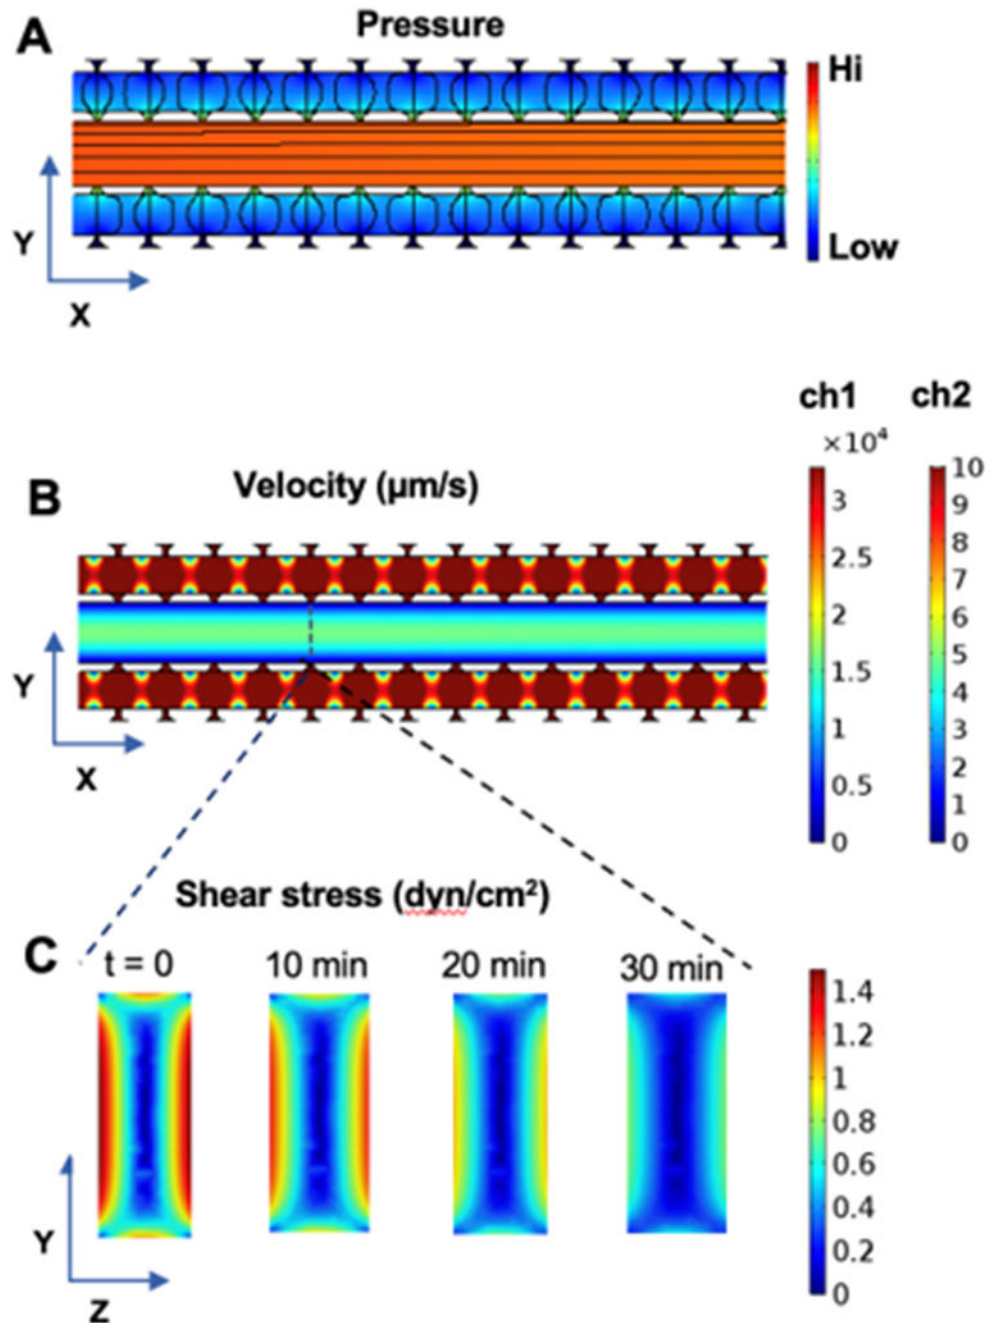 A
Pressure
Hi
Low
Y
X
ch1
ch2
×10⁴
B
Velocity (μm/s)
3
2.5
2
1.5
1
0.5
0
10
9
8
7
6
5
4
3
2
1
0
Y
X
Shear stress (dyn/cm²)
C
t = 0
10 min
20 min
30 min
1.4
1.2
1
0.8
0.6
0.4
0.2
0
Y
Z